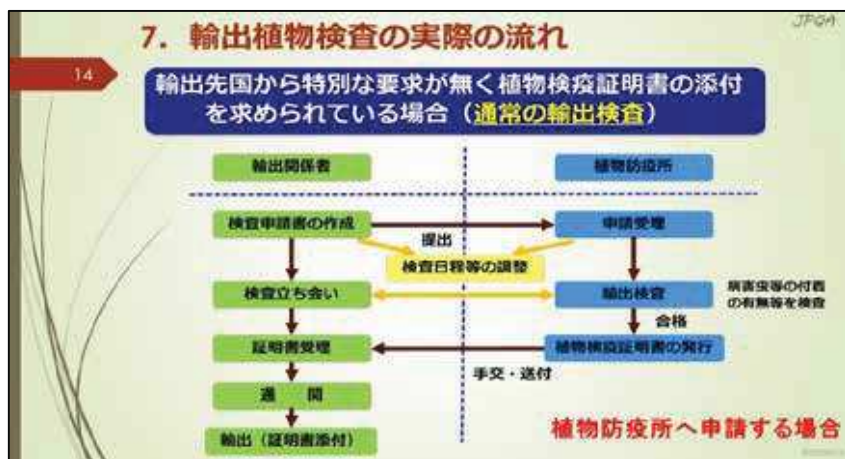 JPQA
7. 輸出植物検査の実際の流れ
14
輸出先国から特別な要求が無く植物検疫証明書の添付
を求められている場合（通常の輸出検査）
輸出関係者
植物防疫所
検査申請書の作成
申請受理
提出
検査日程等の調整
検査立ち会い
輸出検査
病害虫等の付着
の有無等を検査
合格
証明書受理
植物検疫証明書の発行
手交・送付
通　関
輸出（証明書添付）
植物防疫所へ申請する場合